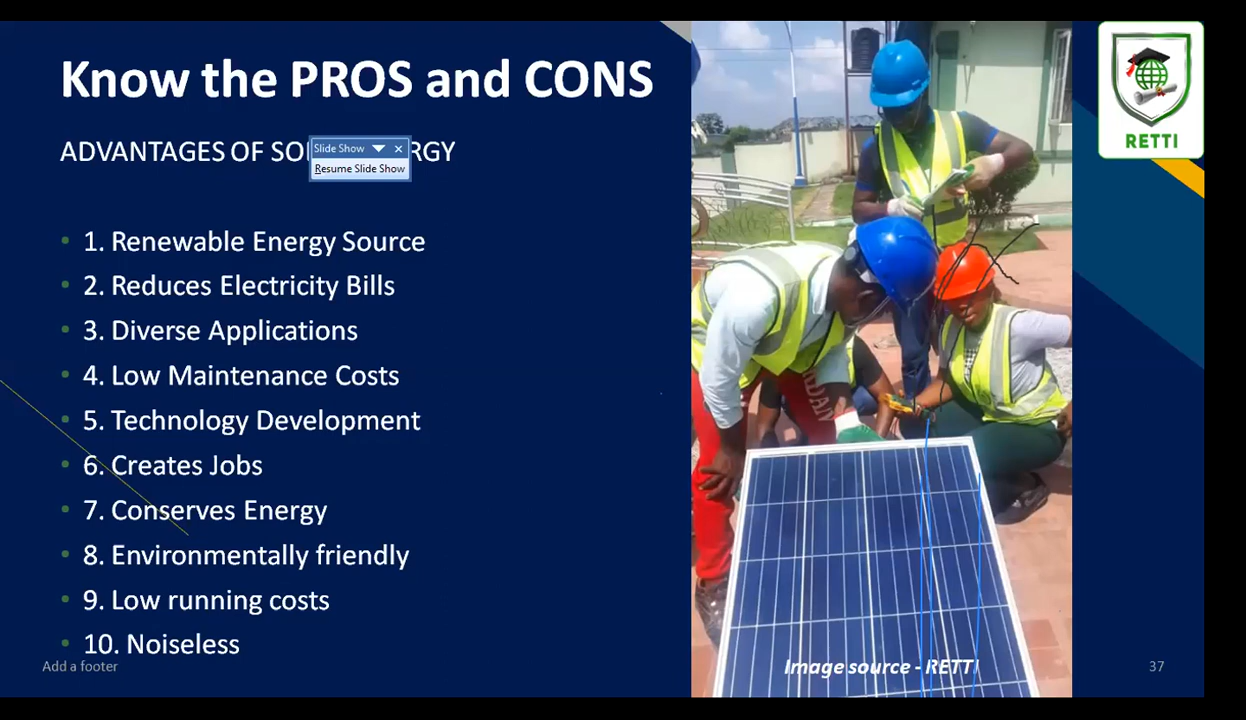 Know the PROS and CONS
ADVANTAGES OF SO RGY
Slide Show
Resume Slide Show
• 1. Renewable Energy Source
• 2. Reduces Electricity Bills
• 3. Diverse Applications
• 4. Low Maintenance Costs
• 5. Technology Development
• 6. Creates Jobs
• 7. Conserves Energy
• 8. Environmentally friendly
• 9. Low running costs
• 10. Noiseless
Add a footer
Image source - RETTI
37
RETTI